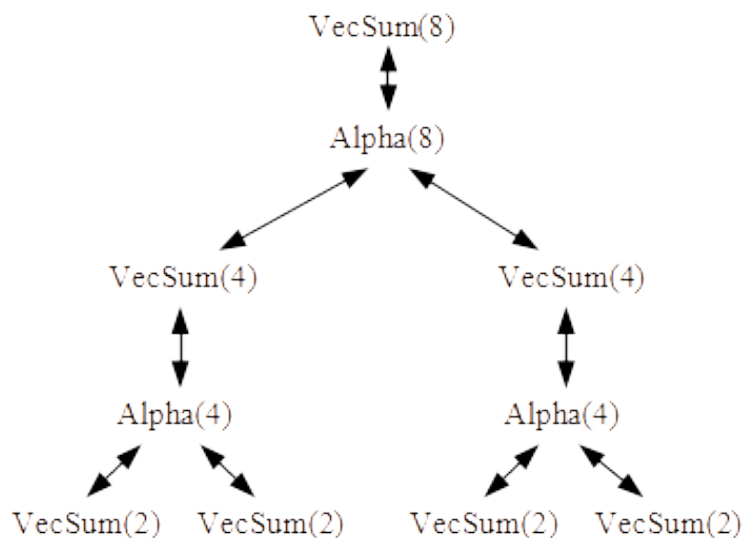 VecSum(8)
Alpha(8)
VecSum(4) VecSum(4)
Alpha(4) Alpha(4)
VecSum(2) VecSum(2) VecSum(2) VecSum(2)